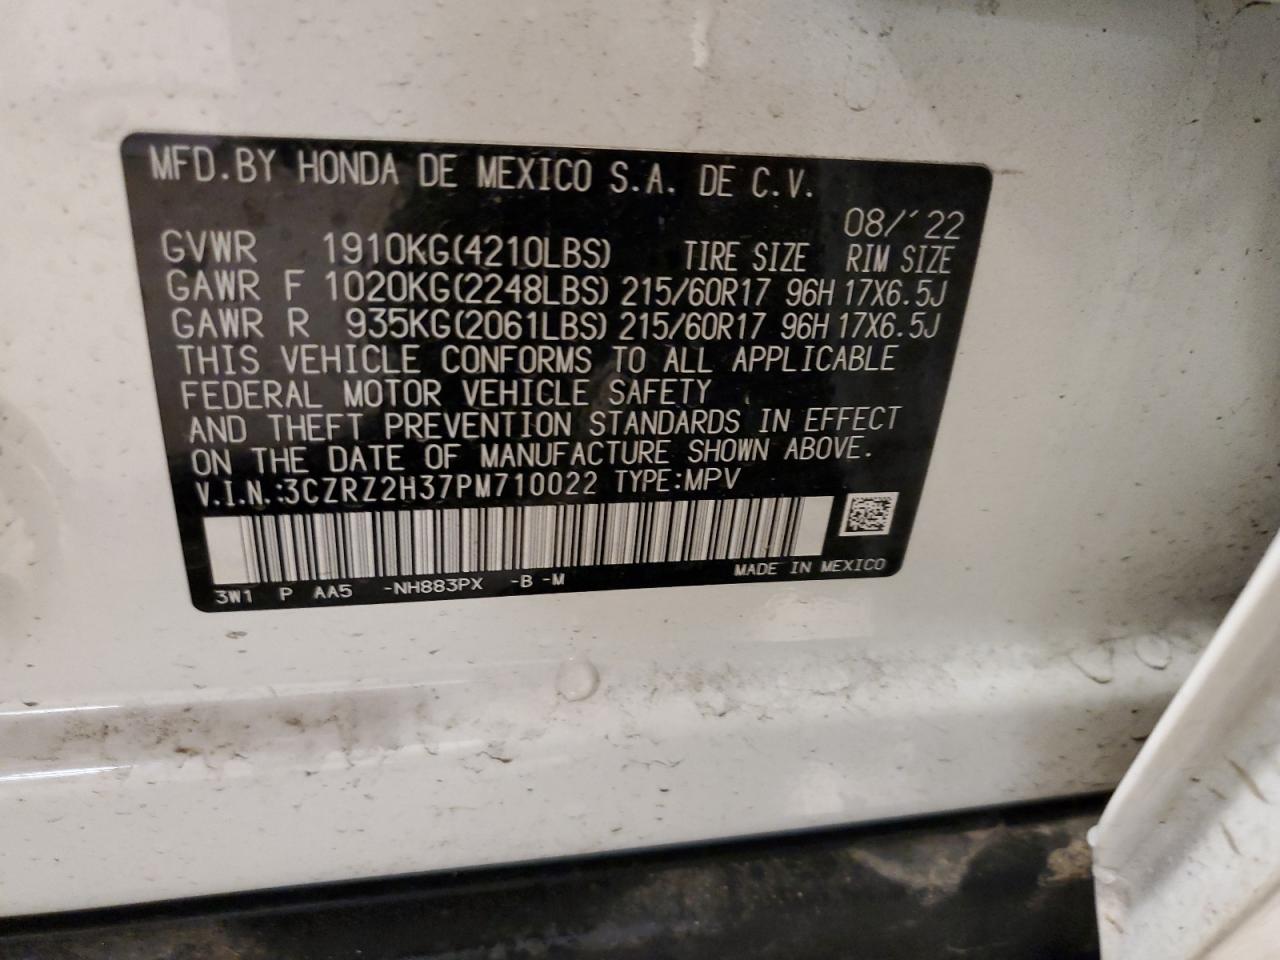 MFD.BY HONDA DE MEXICO S.A. DE C.V.
08/´22
GVWR 1910KG(4210LBS) TIRE SIZE RIM SIZE
GAWR F 1020KG(2248LBS) 215/60R17 96H 17X6.5J
GAWR R 935KG(2061LBS) 215/60R17 96H 17X6.5J
THIS VEHICLE CONFORMS TO ALL APPLICABLE
FEDERAL MOTOR VEHICLE SAFETY
AND THEFT PREVENTION STANDARDS IN EFFECT
ON THE DATE OF MANUFACTURE SHOWN ABOVE.
V.I.N.:3CZRZ2H37PM710022 TYPE:MPV
3W1 P AA5 -NH883PX -B -M MADE IN MEXICO